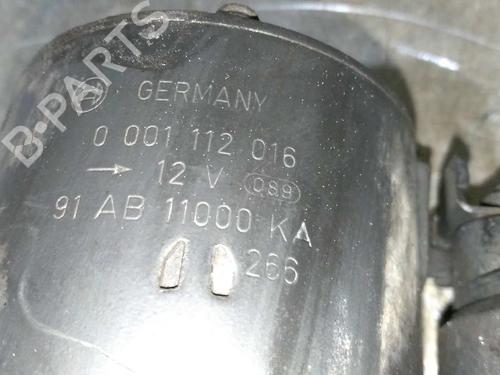 GERMANY
0 001 112 016
→ 12 V 089
91 AB 11000 KA
266
B-PARTS